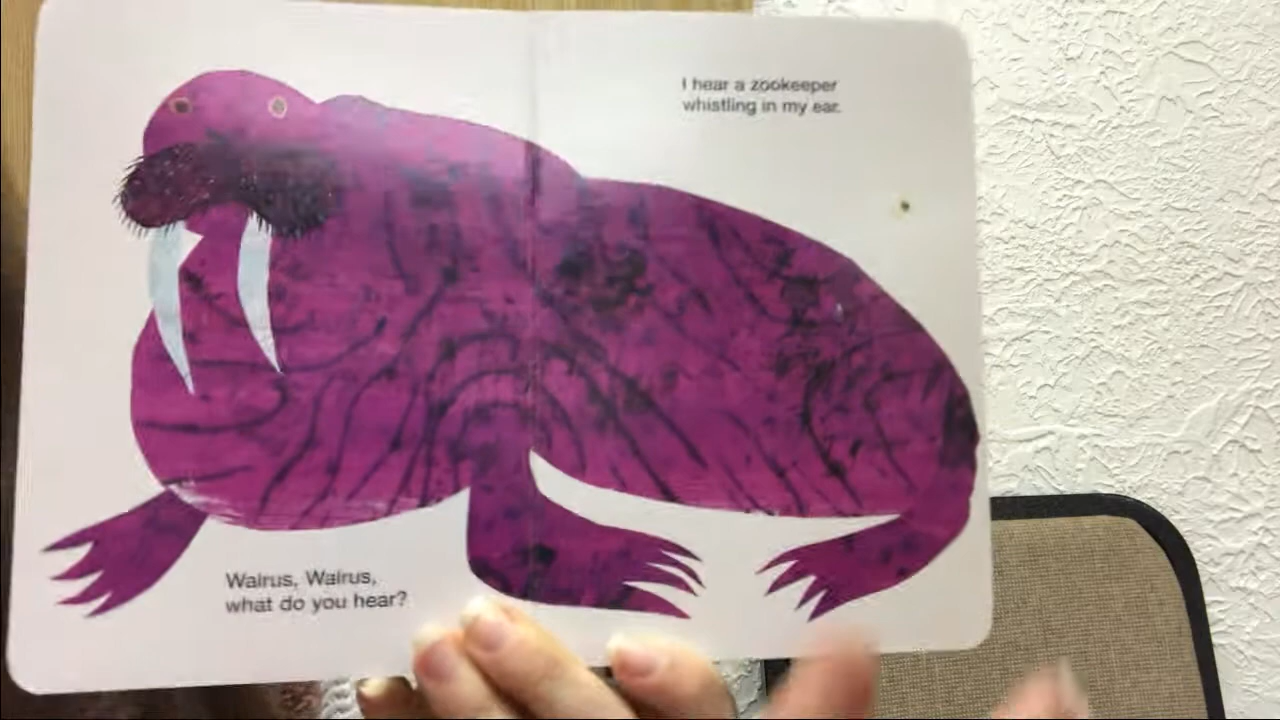 Walrus, Walrus,
what do you hear?
I hear a zookeeper
whistling in my ear.